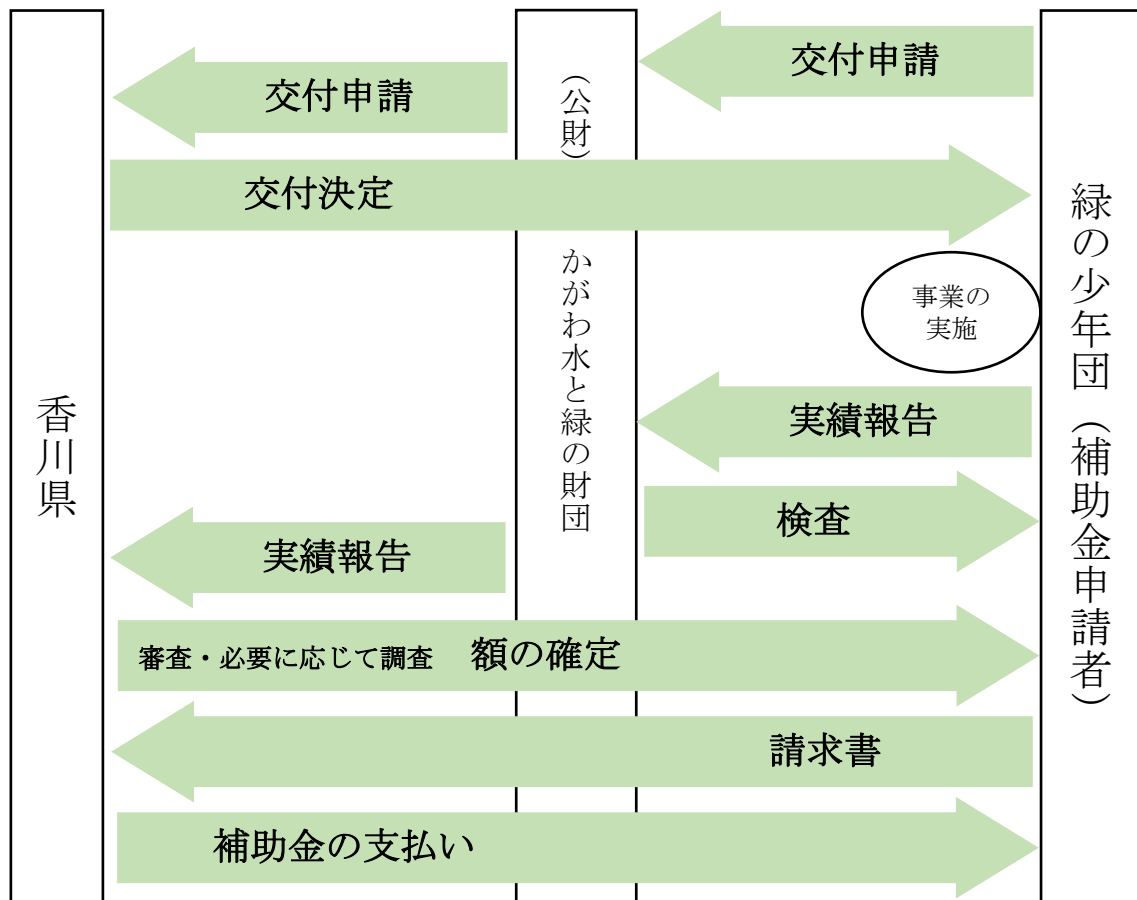 交付申請
交付申請
交付決定
事業の
実施
実績報告
検査
実績報告
審査・必要に応じて調査　額の確定
請求書
補助金の支払い
香川県
（公財）かがわ水と緑の財団
緑の少年団（補助金申請者）